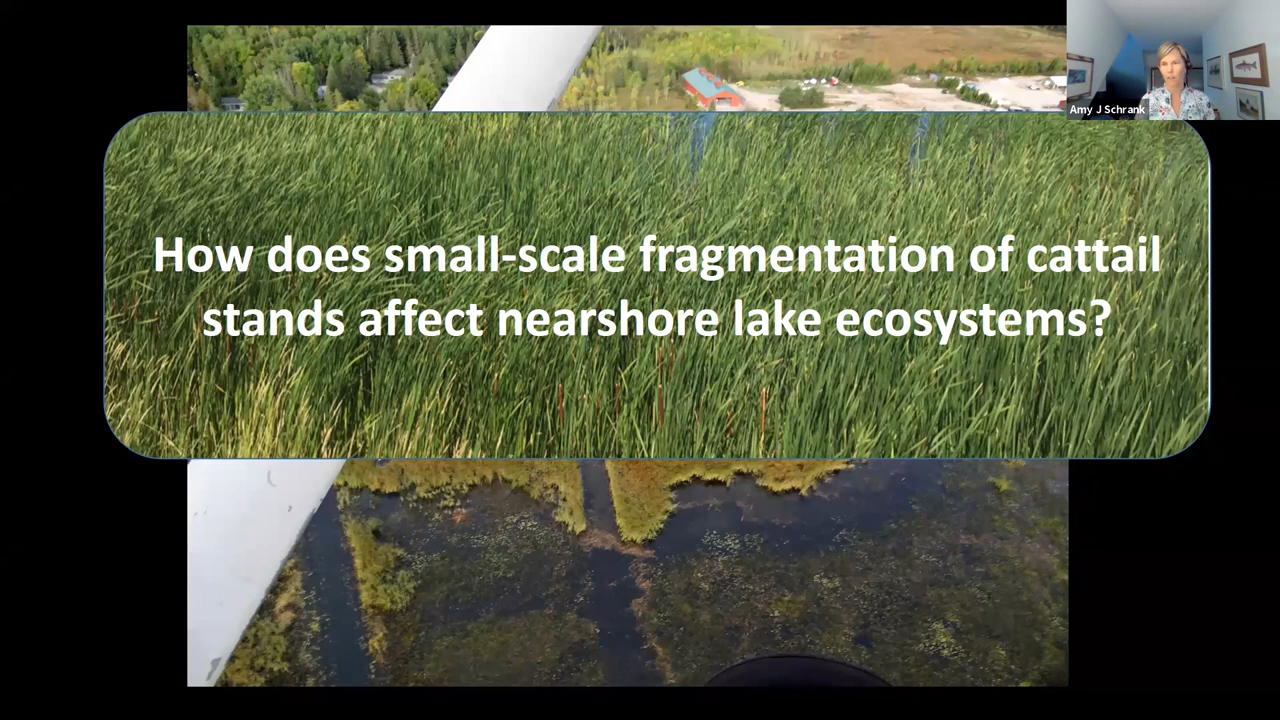 Amy J Schrank
How does small-scale fragmentation of cattail
stands affect nearshore lake ecosystems?